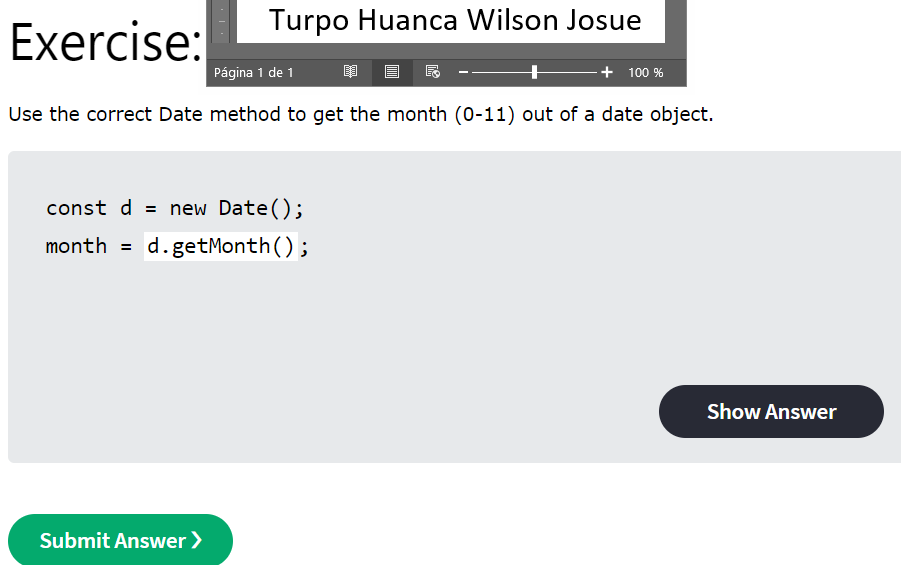 Turpo Huanca Wilson Josue
Exercise:
Página 1 de 1
100 %
Use the correct Date method to get the month (0-11) out of a date object.
const d = new Date();
month = d.getMonth();
Show Answer
Submit Answer ❯